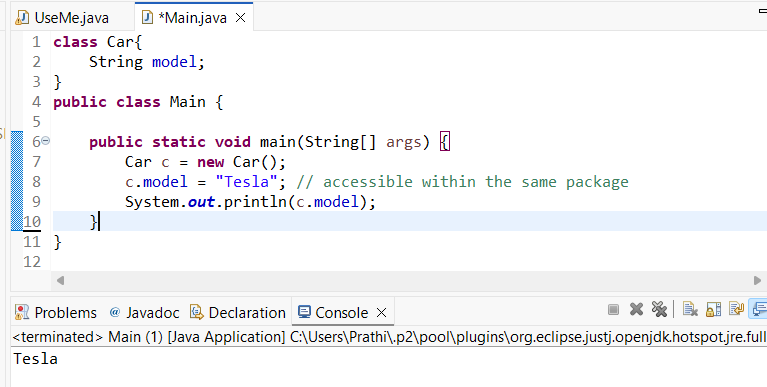 UseMe.java *Main.java
1 class Car{
2     String model;
3 }
4 public class Main {
5
6     public static void main(String[] args) {
7         Car c = new Car();
8         c.model = "Tesla"; // accessible within the same package
9         System.out.println(c.model);
10     }
11 }
12
Problems @ Javadoc Declaration Console
<terminated> Main (1) [Java Application] C:\Users\Prathi\.p2\pool\plugins\org.eclipse.justj.openjdk.hotspot.jre.full
Tesla